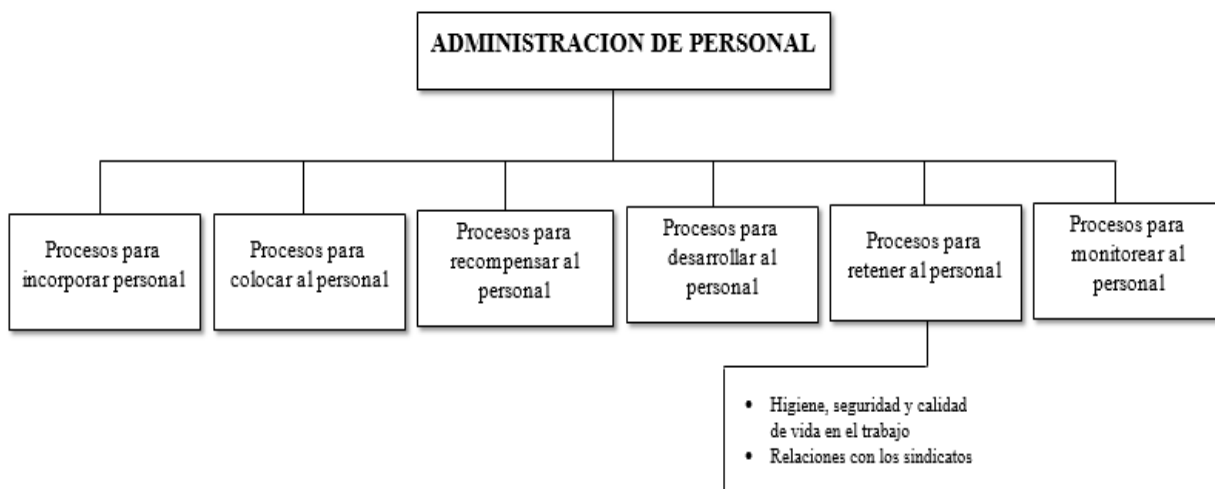 ADMINISTRACION DE PERSONAL
Procesos para
incorporar personal
Procesos para
colocar al personal
Procesos para
recompensar al
personal
Procesos para
desarrollar al
personal
Procesos para
retener al personal
Procesos para
monitorear al
personal
• Higiene, seguridad y calidad
de vida en el trabajo
• Relaciones con los sindicatos